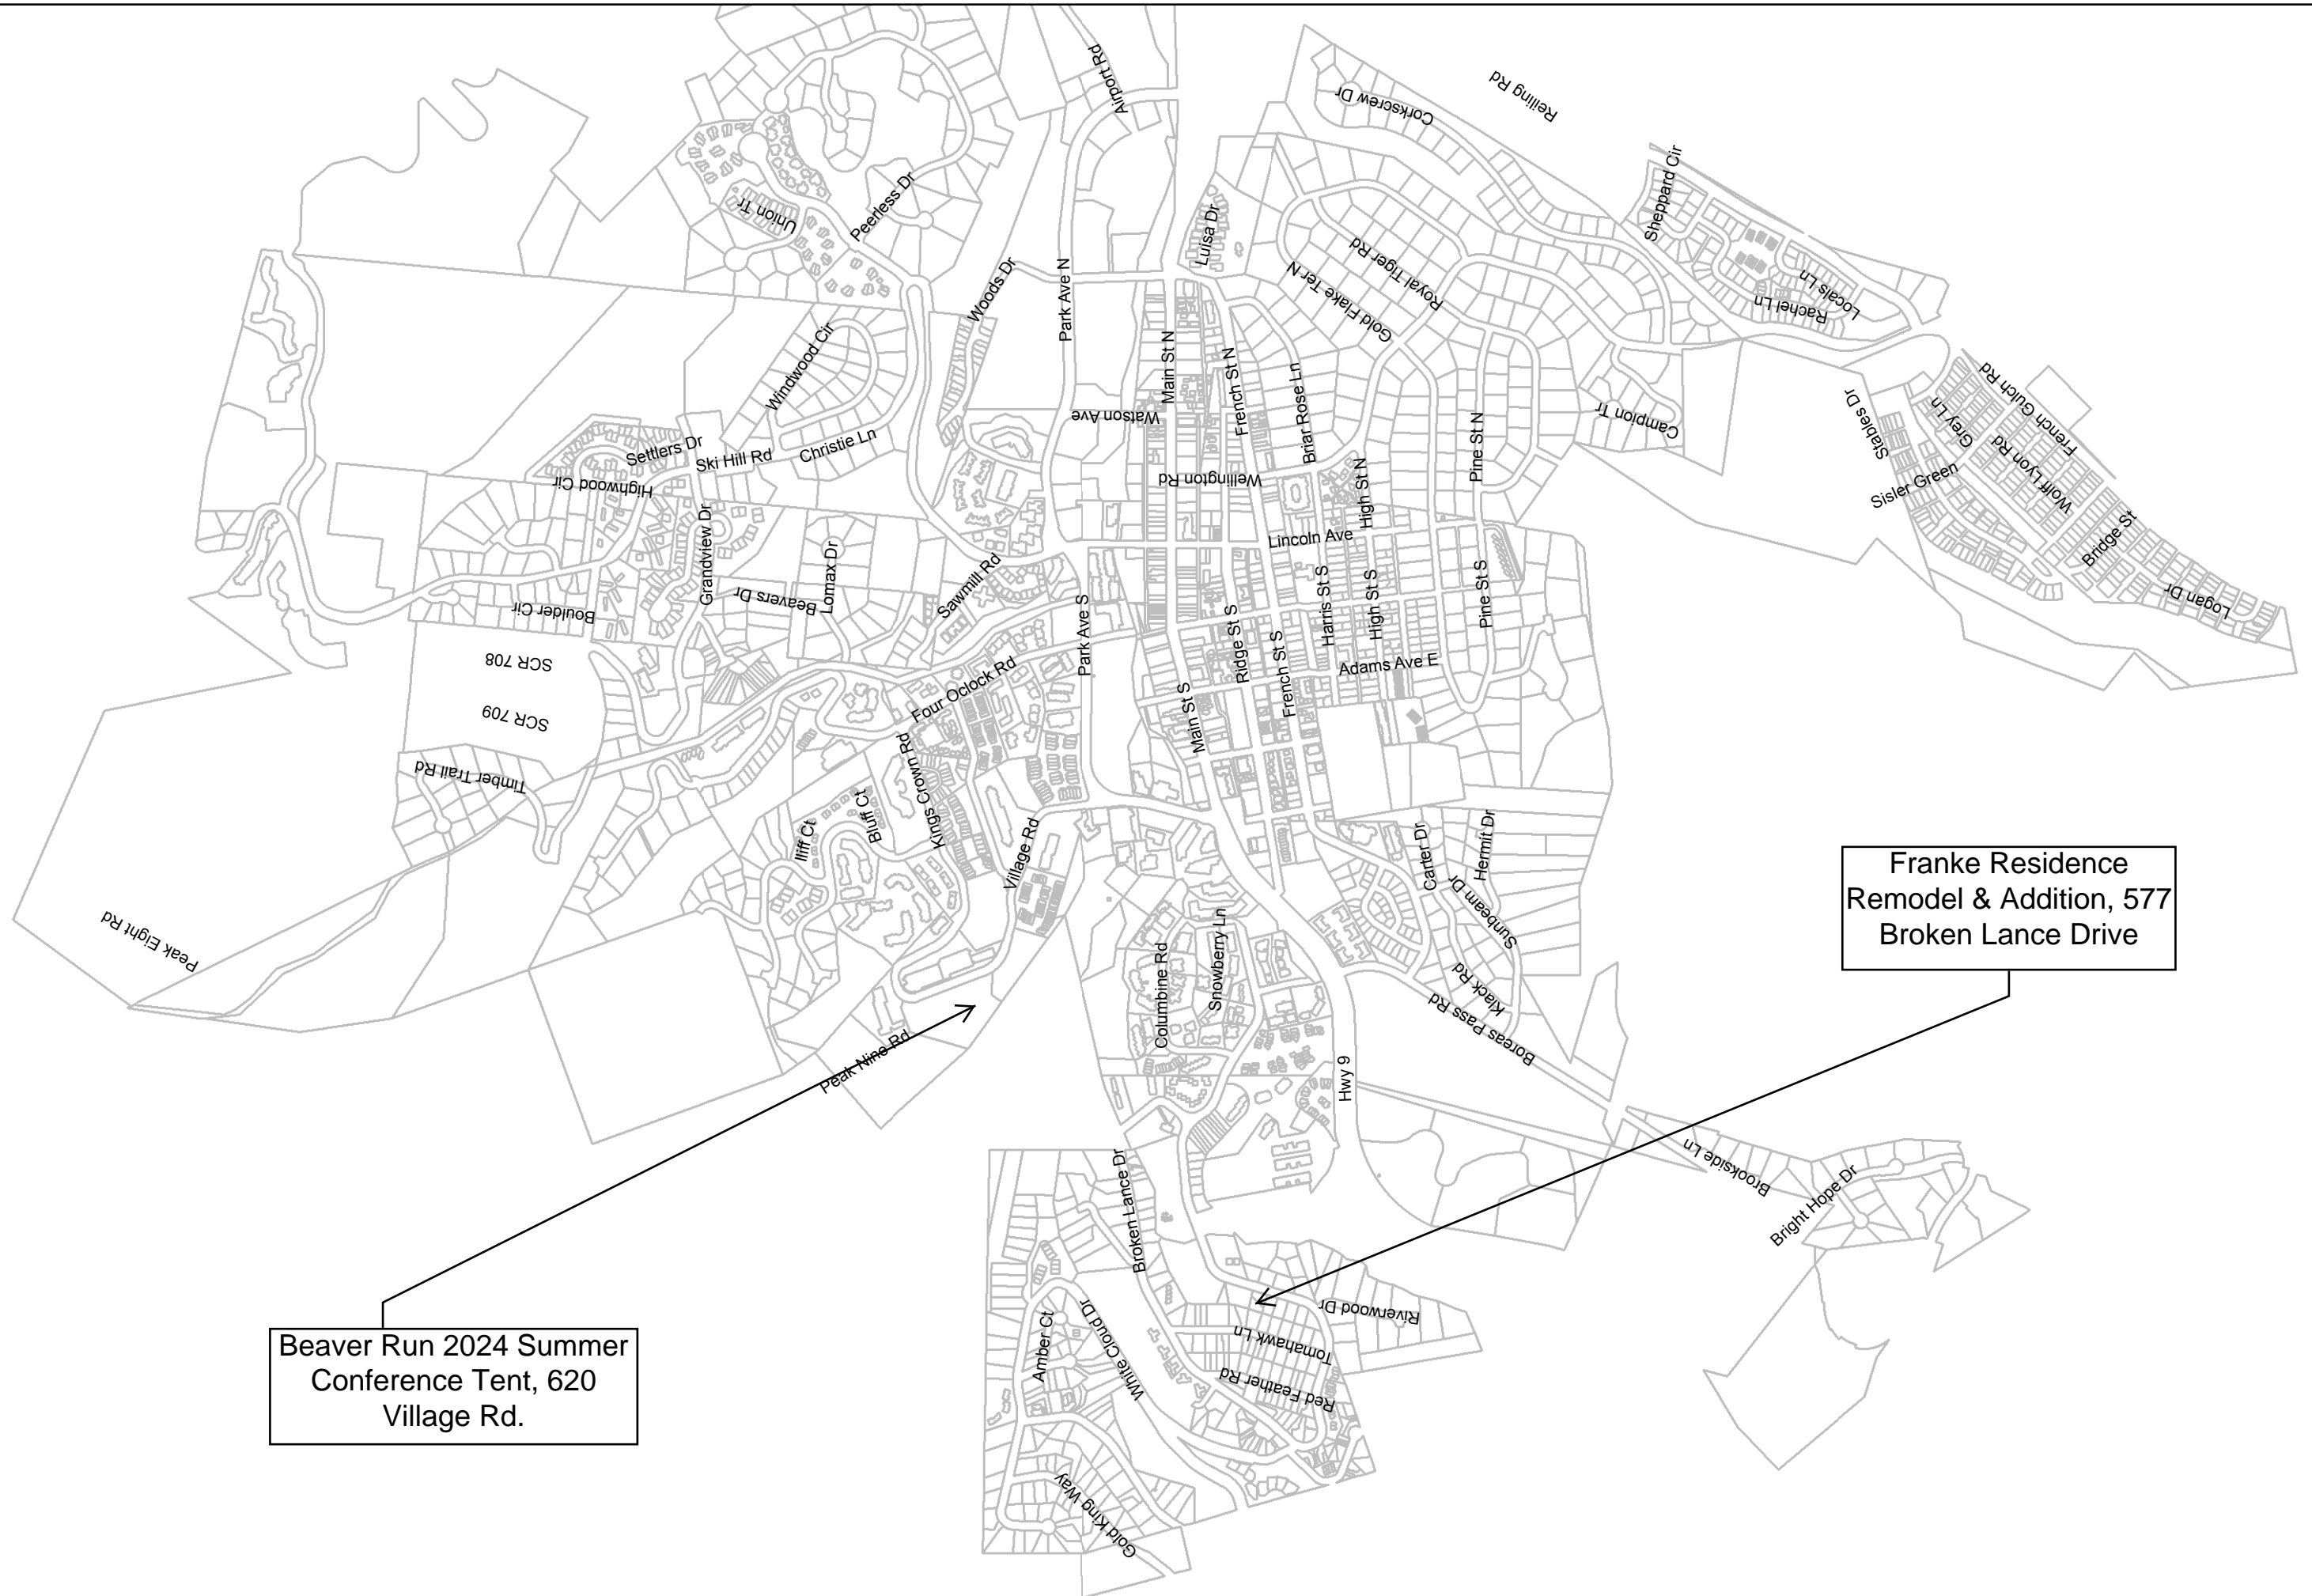 Airport Rd
Reiling Rd
Corkscrew Dr
Sheppard Cir
Peerless Dr
Union Tr
Luisa Dr
Royal Tiger Rd
Gold Flake Ter N
Locals Ln
Rachel Ln
Woods Dr
Park Ave N
Windwood Cir
Main St N
French St N
Briar Rose Ln
French Gulch Rd
Stables Dr
Grey Ln
Wolff Lyon Rd
Campion Tr
Watson Ave
Christie Ln
Settlers Dr
Ski Hill Rd
Pine St N
Highwood Cir
Wellington Rd
High St N
Sisler Green
Grandview Dr
Lincoln Ave
Bridge St
Lomax Dr
Sawmill Rd
Beavers Dr
Boulder Cir
Harris St S
High St S
Pine St S
Logan Dr
Park Ave S
Ridge St S
SCR 708
French St S
Adams Ave E
Four Oclock Rd
SCR 709
Main St S
Timber Trail Rd
Kings Crown Rd
Bluff Ct
Iliff Ct
Village Rd
Carter Dr
Hermit Dr
Sunbeam Dr
Franke Residence
Remodel & Addition, 577
Broken Lance Drive
Peak Eight Rd
Columbine Rd
Snowberry Ln
Klack Rd
Boreas Pass Rd
Peak Nine Rd
Hwy 9
Brookside Ln
Bright Hope Dr
Broken Lance Dr
Riverwood Dr
Tomahawk Ln
Amber Ct
White Cloud Dr
Red Feather Rd
Beaver Run 2024 Summer
Conference Tent, 620
Village Rd.
Gold King Way